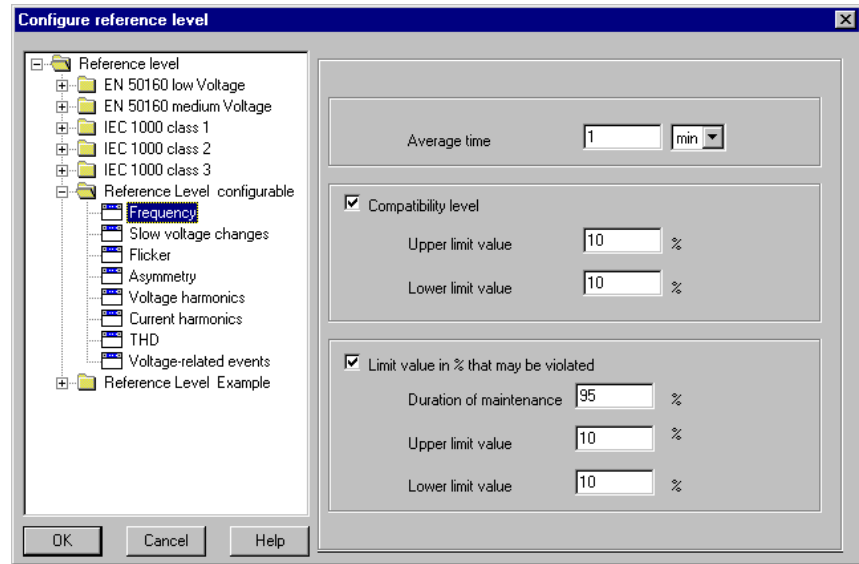 Configure reference level
Reference level
EN 50160 low Voltage
EN 50160 medium Voltage
IEC 1000 class 1
IEC 1000 class 2
IEC 1000 class 3
Reference Level configurable
Frequency
Slow voltage changes
Flicker
Asymmetry
Voltage harmonics
Current harmonics
THD
Voltage-related events
Reference Level Example
Average time 1 min
Compatibility level
Upper limit value 10 %
Lower limit value 10 %
Limit value in % that may be violated
Duration of maintenance 95 %
Upper limit value 10 %
Lower limit value 10 %
OK Cancel Help